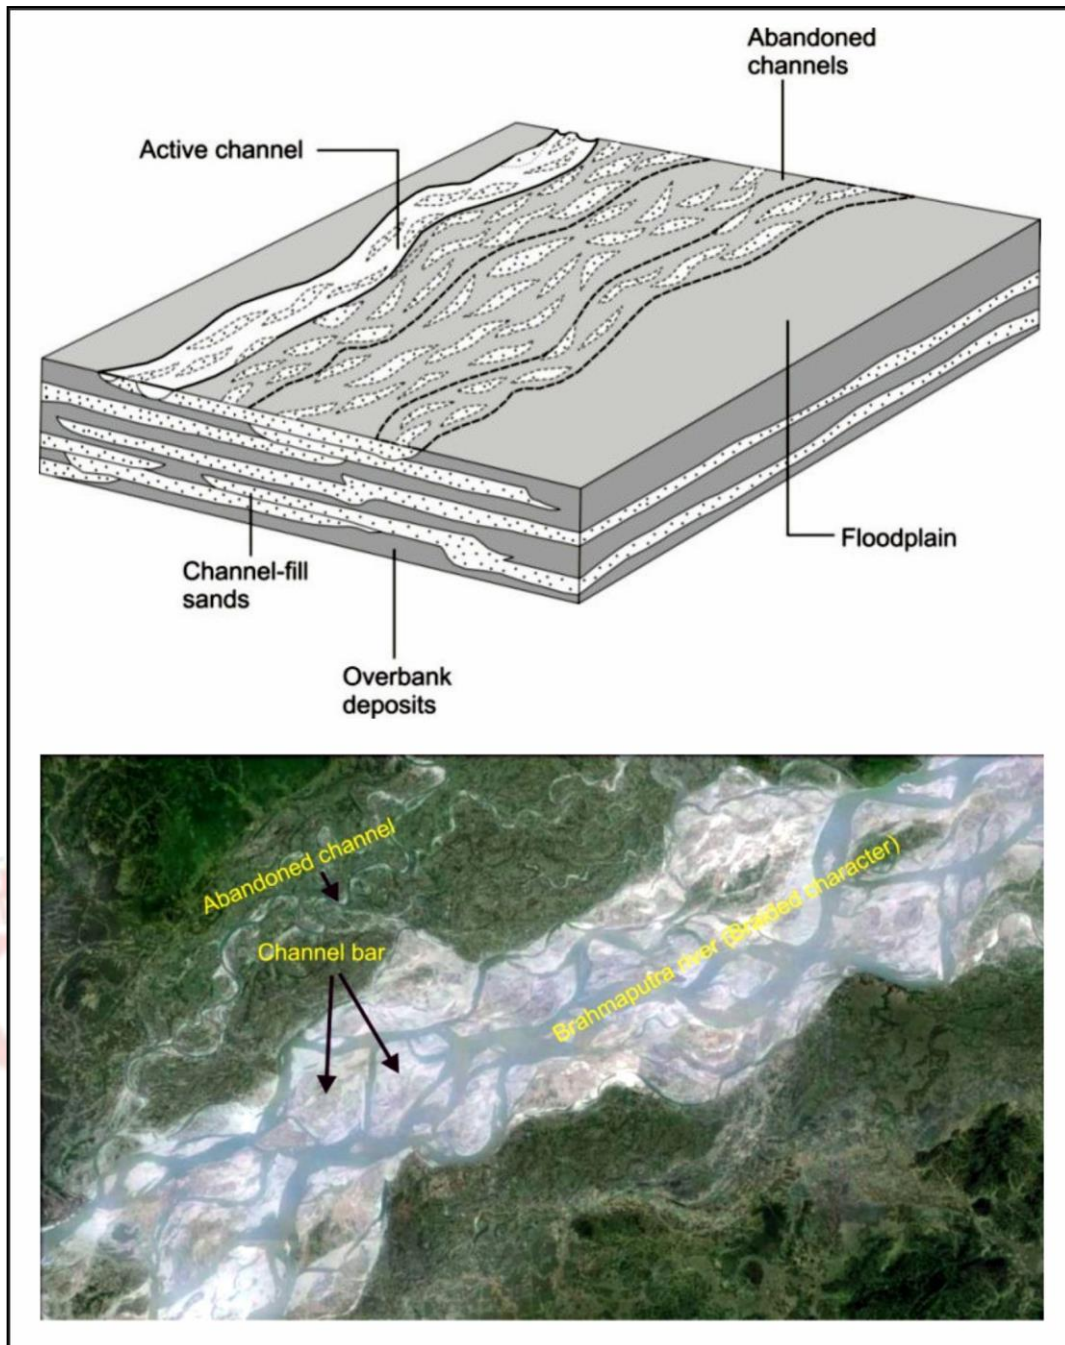 Abandoned
channels
Active channel
Floodplain
Channel-fill
sands
Overbank
deposits
Abandoned channel
Channel bar
Brahmaputra river (Braided character)